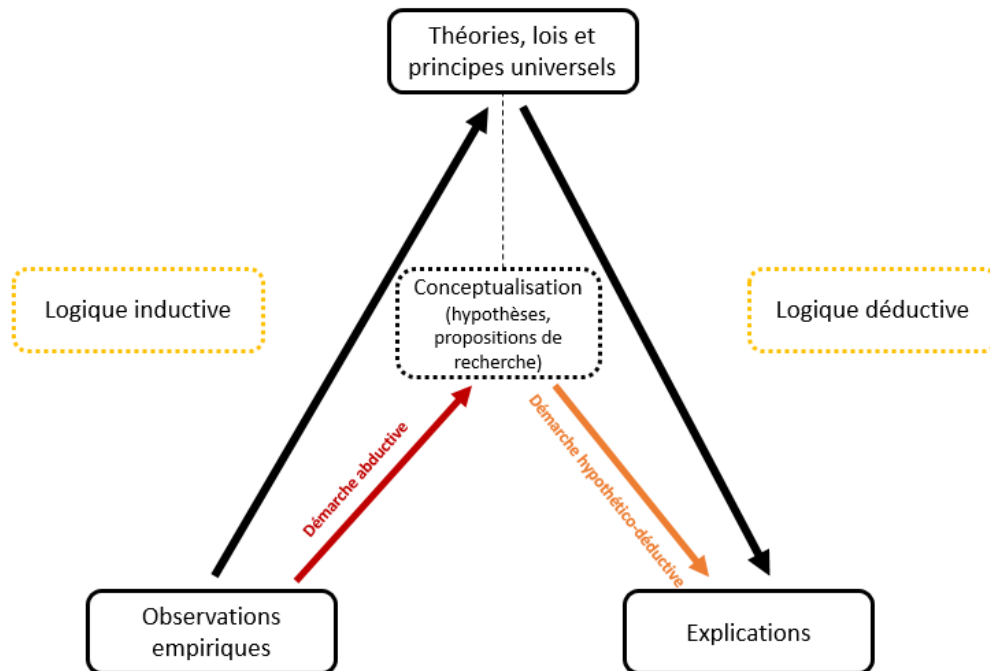 Théories, lois et
principes universels
Logique inductive
Conceptualisation
(hypothèses,
propositions de
recherche)
Logique déductive
Démarche abductive
Démarche hypothético-déductive
Observations
empiriques
Explications